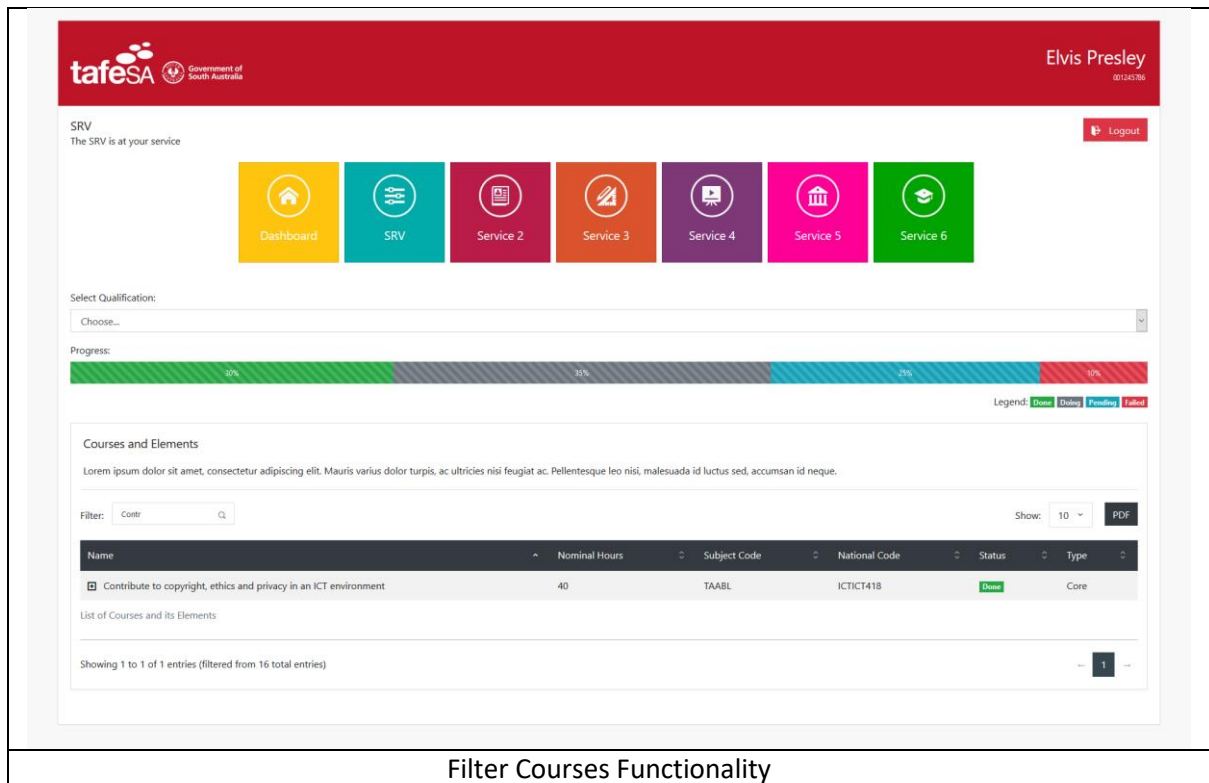 tafeSA Government of South Australia
Elvis Presley
001245786
SRV
The SRV is at your service
Logout
Dashboard SRV Service 2 Service 3 Service 4 Service 5 Service 6
Select Qualification:
Choose...
Progress:
30% 35% 25% 10%
Legend: Done Doing Pending Failed
Courses and Elements
Lorem ipsum dolor sit amet, consectetur adipiscing elit. Mauris varius dolor turpis, ac ultricies nisi feugiat ac. Pellentesque leo nisi, malesuada id luctus sed, accumsan id neque.
Filter: Contr Show: 10 PDF
Name Nominal Hours Subject Code National Code Status Type
Contribute to copyright, ethics and privacy in an ICT environment 40 TAABL ICTICT418 Done Core
List of Courses and its Elements
Showing 1 to 1 of 1 entries (filtered from 16 total entries) ← 1 →
Filter Courses Functionality